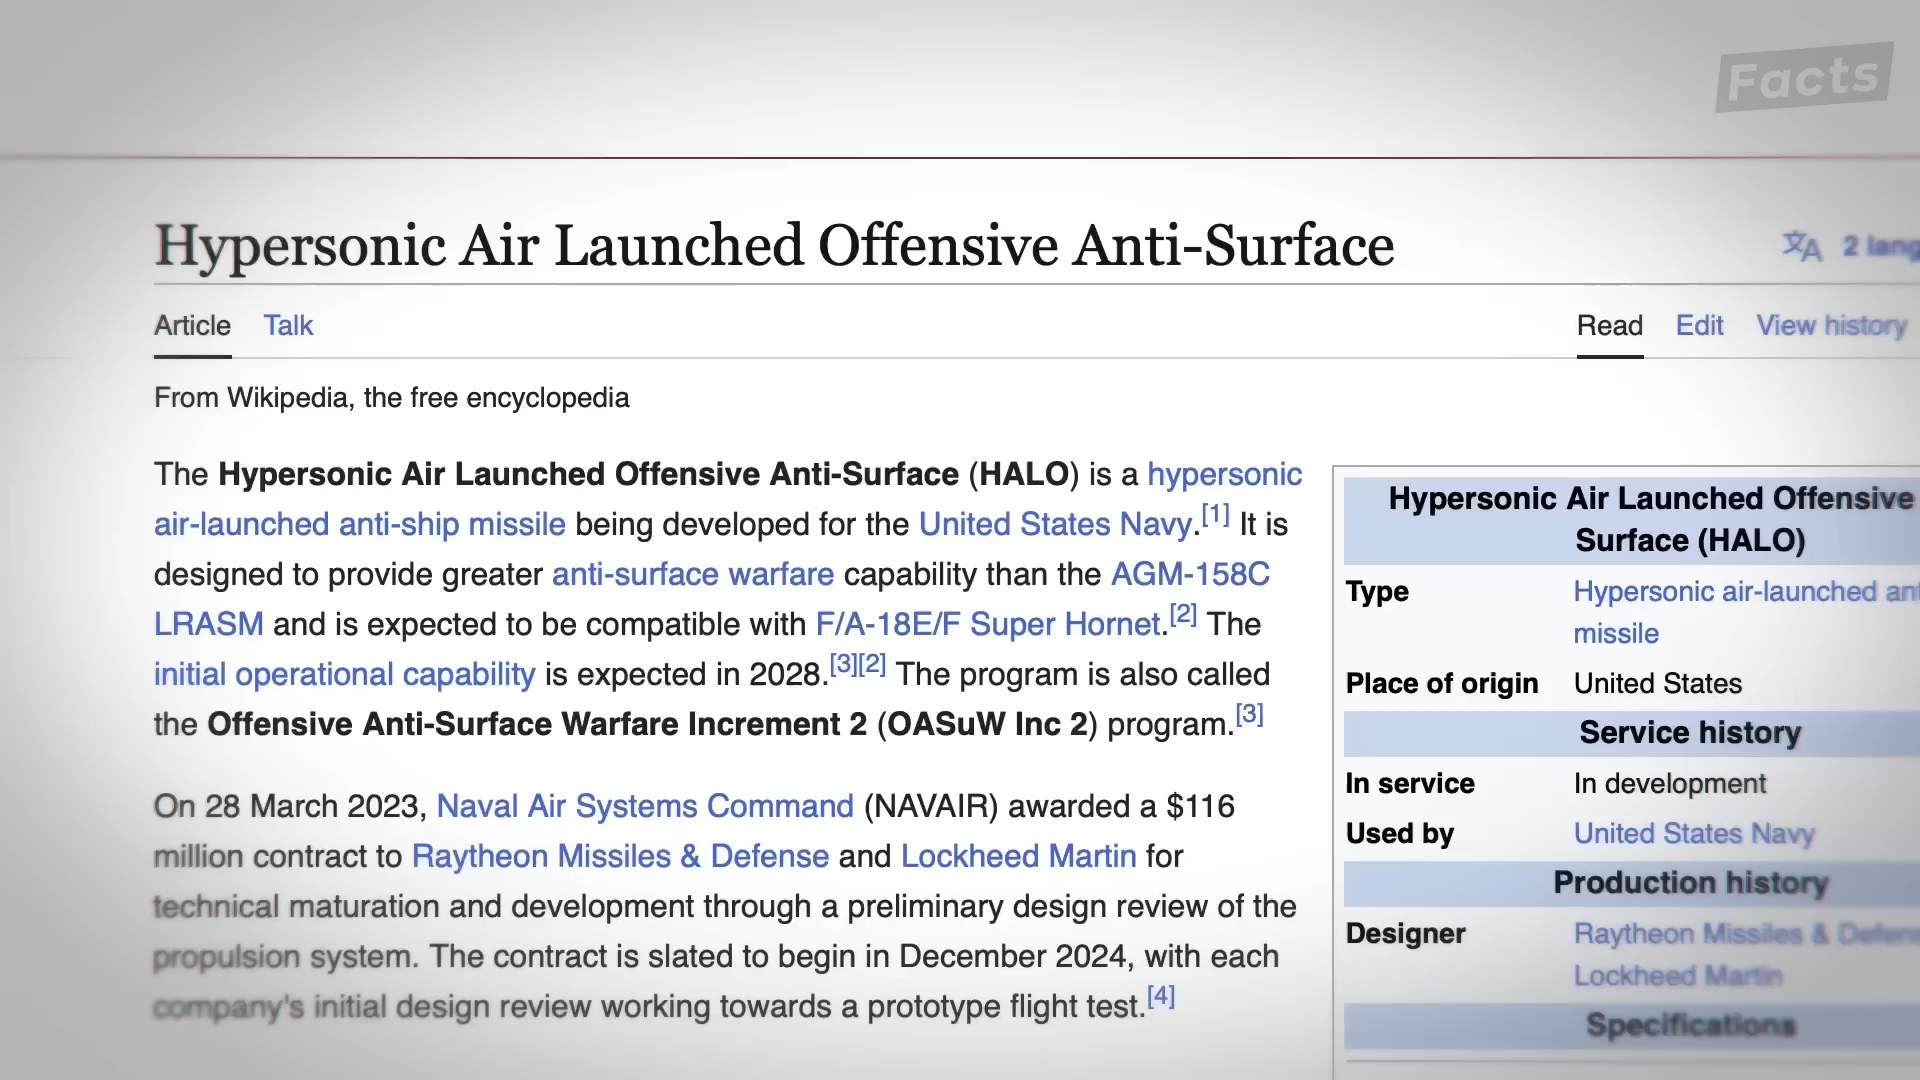 Facts
Hypersonic Air Launched Offensive Anti-Surface
2 lang
Article Talk
Read Edit View history
From Wikipedia, the free encyclopedia
The Hypersonic Air Launched Offensive Anti-Surface (HALO) is a hypersonic
air-launched anti-ship missile being developed for the United States Navy.[1] It is
designed to provide greater anti-surface warfare capability than the AGM-158C
LRASM and is expected to be compatible with F/A-18E/F Super Hornet.[2] The
initial operational capability is expected in 2028.[3][2] The program is also called
the Offensive Anti-Surface Warfare Increment 2 (OASuW Inc 2) program.[3]
On 28 March 2023, Naval Air Systems Command (NAVAIR) awarded a $116
million contract to Raytheon Missiles & Defense and Lockheed Martin for
technical maturation and development through a preliminary design review of the
propulsion system. The contract is slated to begin in December 2024, with each
company's initial design review working towards a prototype flight test.[4]
Hypersonic Air Launched Offensive
Surface (HALO)
Type Hypersonic air-launched ant
missile
Place of origin United States
Service history
In service In development
Used by United States Navy
Production history
Designer Raytheon Missiles & Defens
Lockheed Martin
Specifications